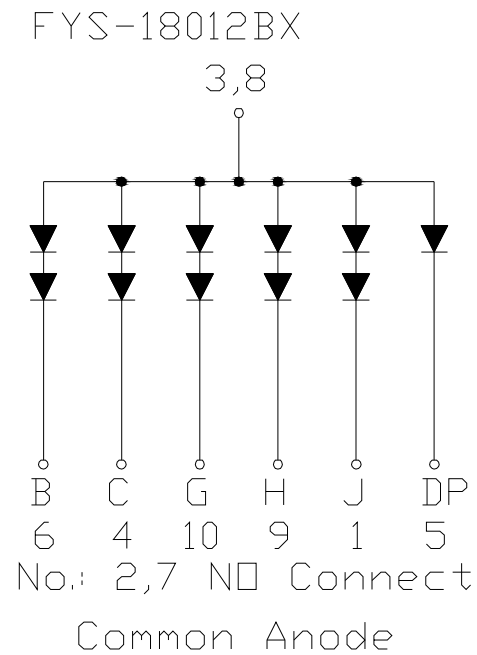 FYS-18012BX
3,8
B C G H J DP
6 4 10 9 1 5
No.: 2,7 NO Connect
Common Anode